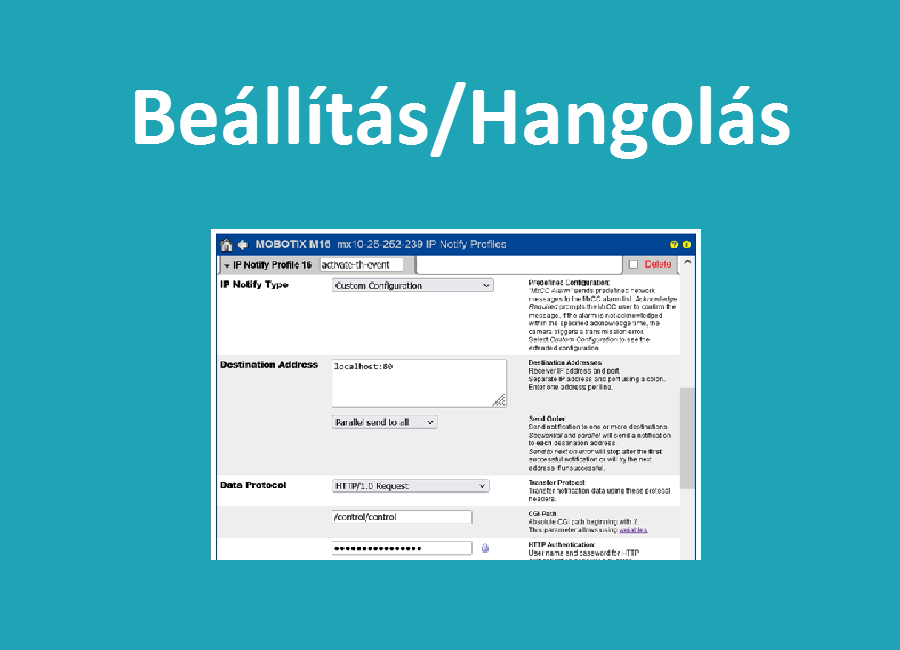 Beállítás/Hangolás
MOBOTIX M16 mx10-25-252-239 IP Notify Profiles
IP Notify Profile 16 activate-th-event Delete
IP Notify Type
Custom Configuration
Predefined Configuration:
"MxCC Alarm" sends predefined network
messages to the MxCC alarm list. Acknowledge
Required prompts the MxCC user to confirm the
message. If the alarm is not acknowledged
within the specified acknowledge time, the
camera triggers a transmission error.
Select Custom Configuration to see the
extended configuration.
Destination Address
localhost:80
Destination Addresses:
Receiver IP address and port.
Separate IP address and port using a colon.
Enter one address per line.
Parallel send to all
Send Order:
Send notification to one or more destinations.
Sequential and parallel will send a notification
to each destination address.
Send to next on error will stop after the first
successful notification or will try the next
address if unsuccessful.
Data Protocol
HTTP/1.0 Request
Transfer Protocol:
Transfer notification data using these protocol
headers.
/control/control
CGI-Path:
Absolute CGI path beginning with /.
This parameter allows using variables.
HTTP Authentication:
User name and password for HTTP